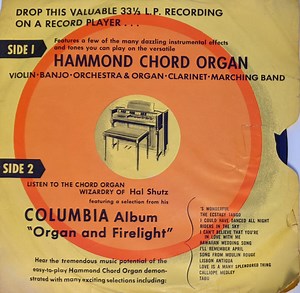 DROP THIS VALUABLE 33⅓ L.P. RECORDING
ON A RECORD PLAYER . . .
SIDE 1
Features a few of the many dazzling instrumental effects
and tones you can play on the versatile
HAMMOND CHORD ORGAN
VIOLIN · BANJO · ORCHESTRA & ORGAN · CLARINET · MARCHING BAND
SIDE 2
LISTEN TO THE CHORD ORGAN
WIZARDRY OF Hal Shutz
featuring a selection from his
COLUMBIA Album
"Organ and Firelight"
Hear the tremendous musical potential of the
easy-to-play Hammond Chord Organ demon-
strated with many exciting selections including:
'S WONDERFUL
THE ECSTASY TANGO
I COULD HAVE DANCED ALL NIGHT
RIDERS IN THE SKY
I CAN'T BELIEVE THAT YOU'RE
IN LOVE WITH ME
HAWAIIAN WEDDING SONG
I'LL REMEMBER APRIL
SONG FROM MOULIN ROUGE
LISBON ANTIGUA
LOVE IS A MANY SPLENDORED THING
CALLIOPE MEDLEY
TABU